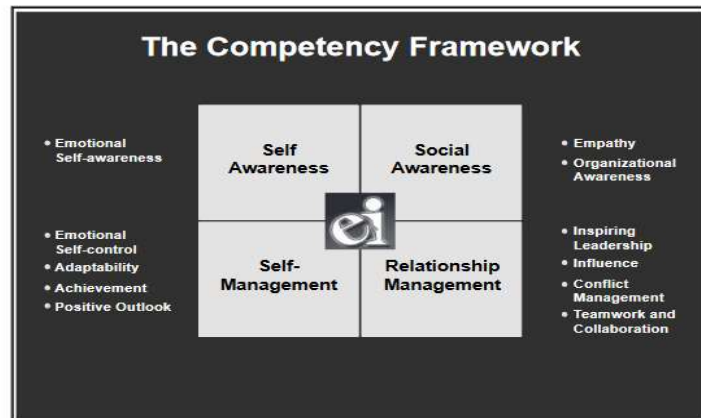 The Competency Framework
• Emotional
Self-awareness
Self
Awareness
Social
Awareness
• Empathy
• Organizational
Awareness
ei
• Emotional
Self-control
• Adaptability
• Achievement
• Positive Outlook
Self-
Management
Relationship
Management
• Inspiring
Leadership
• Influence
• Conflict
Management
• Teamwork and
Collaboration